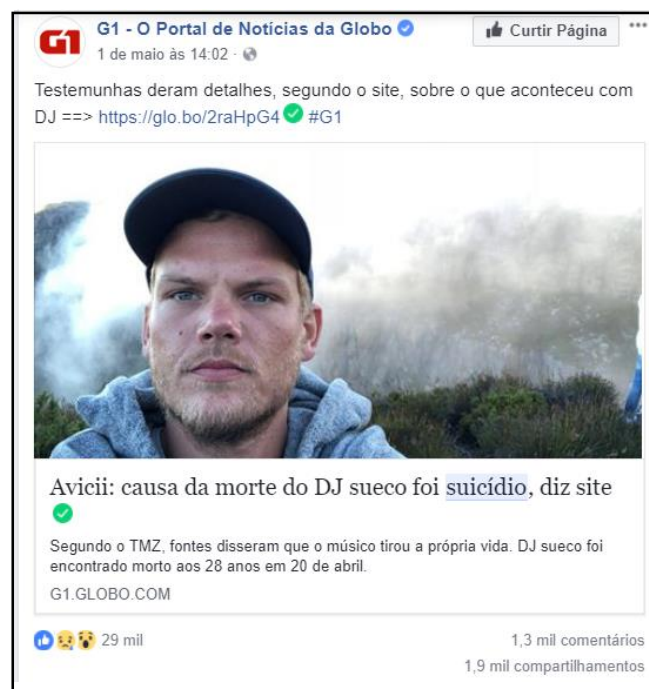 G1
G1 - O Portal de Notícias da Globo
Curtir Página
1 de maio às 14:02 ·
Testemunhas deram detalhes, segundo o site, sobre o que aconteceu com
DJ ==> https://glo.bo/2raHpG4 #G1
Avicii: causa da morte do DJ sueco foi suicídio, diz site
Segundo o TMZ, fontes disseram que o músico tirou a própria vida. DJ sueco foi
encontrado morto aos 28 anos em 20 de abril.
G1.GLOBO.COM
29 mil
1,3 mil comentários
1,9 mil compartilhamentos